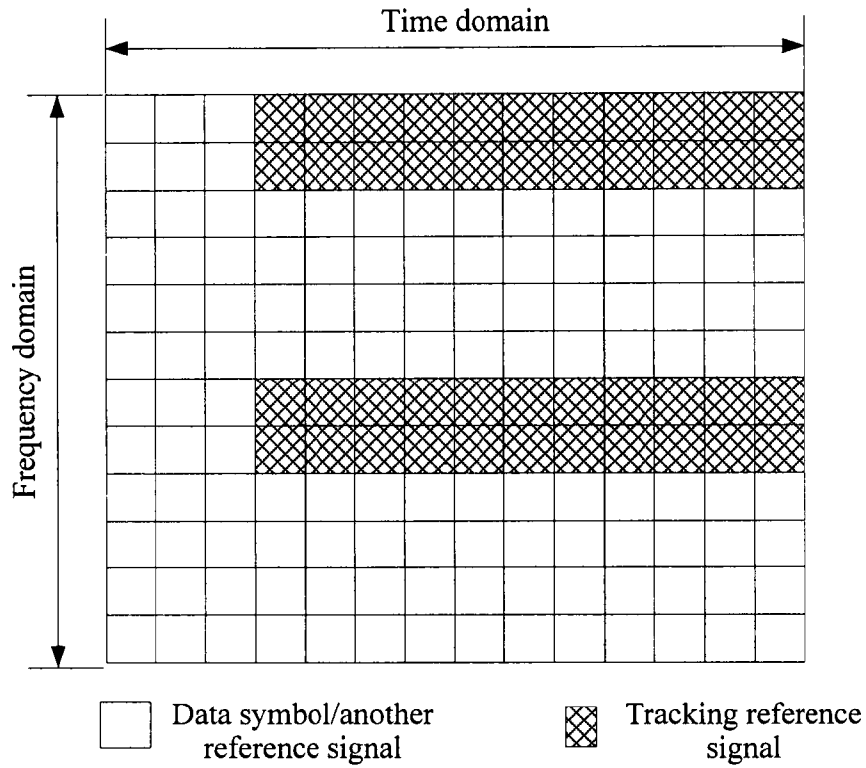 Time domain
Frequency domain
Data symbol/another
reference signal
Tracking reference
signal